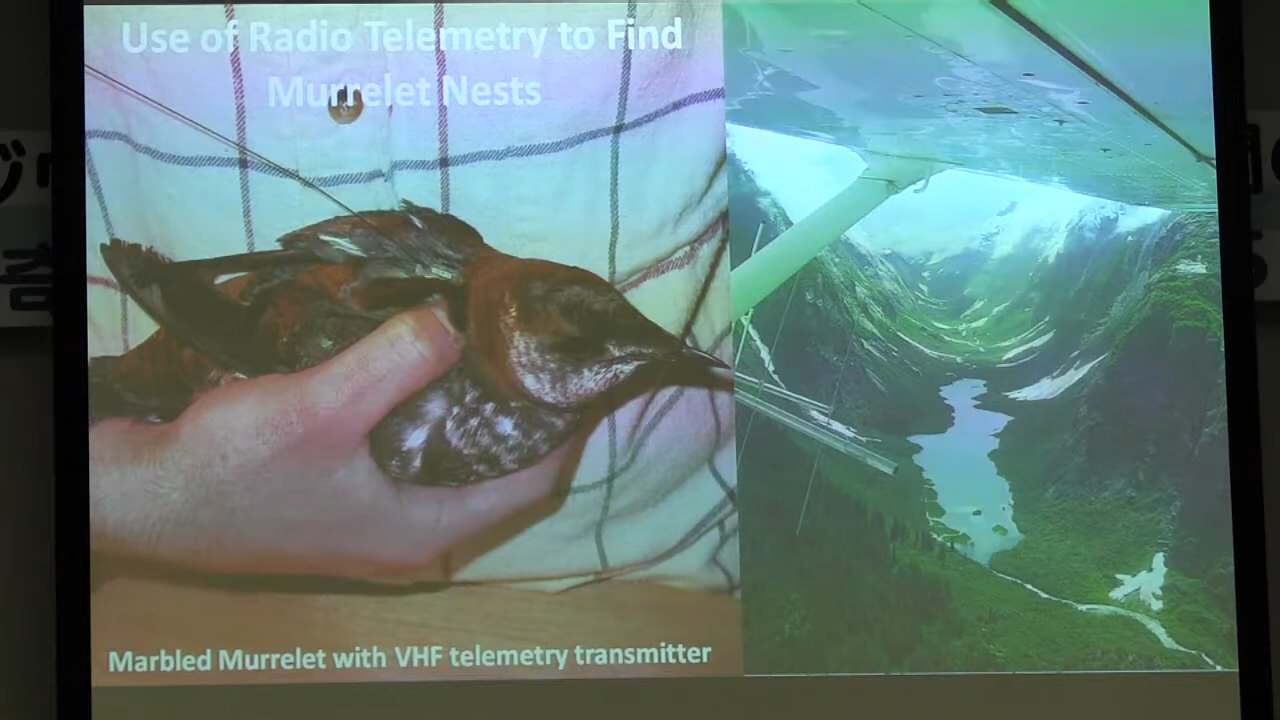 Use of Radio Telemetry to Find
Murrelet Nests
Marbled Murrelet with VHF telemetry transmitter